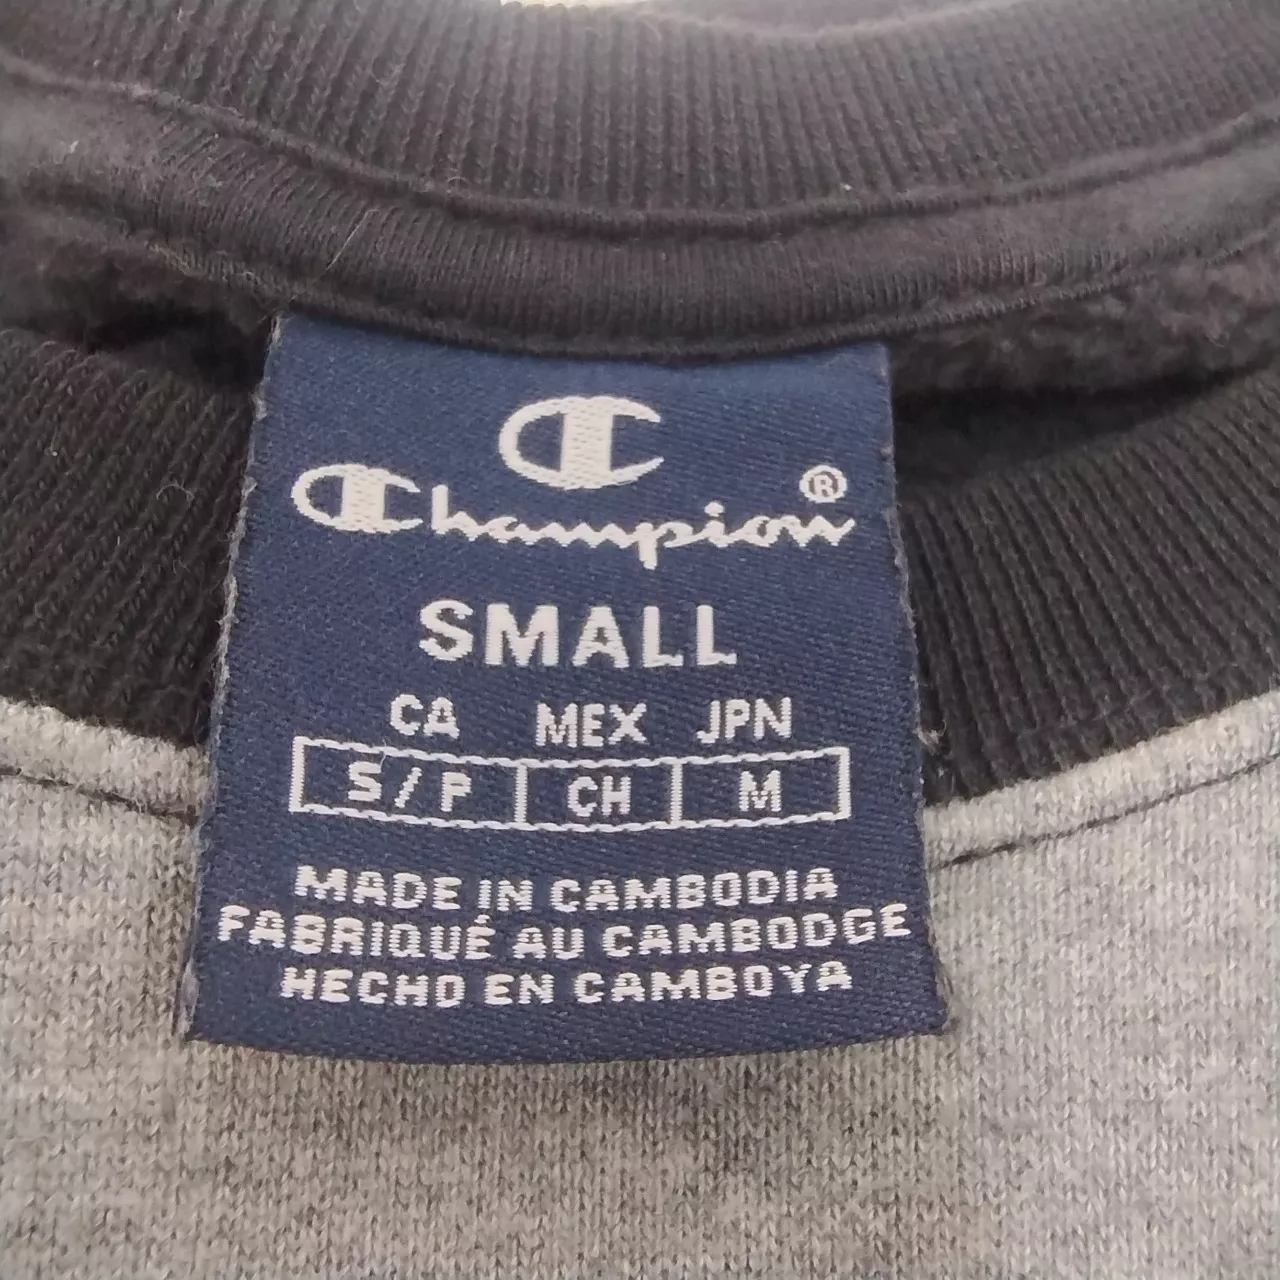 Champion®
SMALL
CA MEX JPN
S/P CH M
MADE IN CAMBODIA
FABRIQUÉ AU CAMBODGE
HECHO EN CAMBOYA